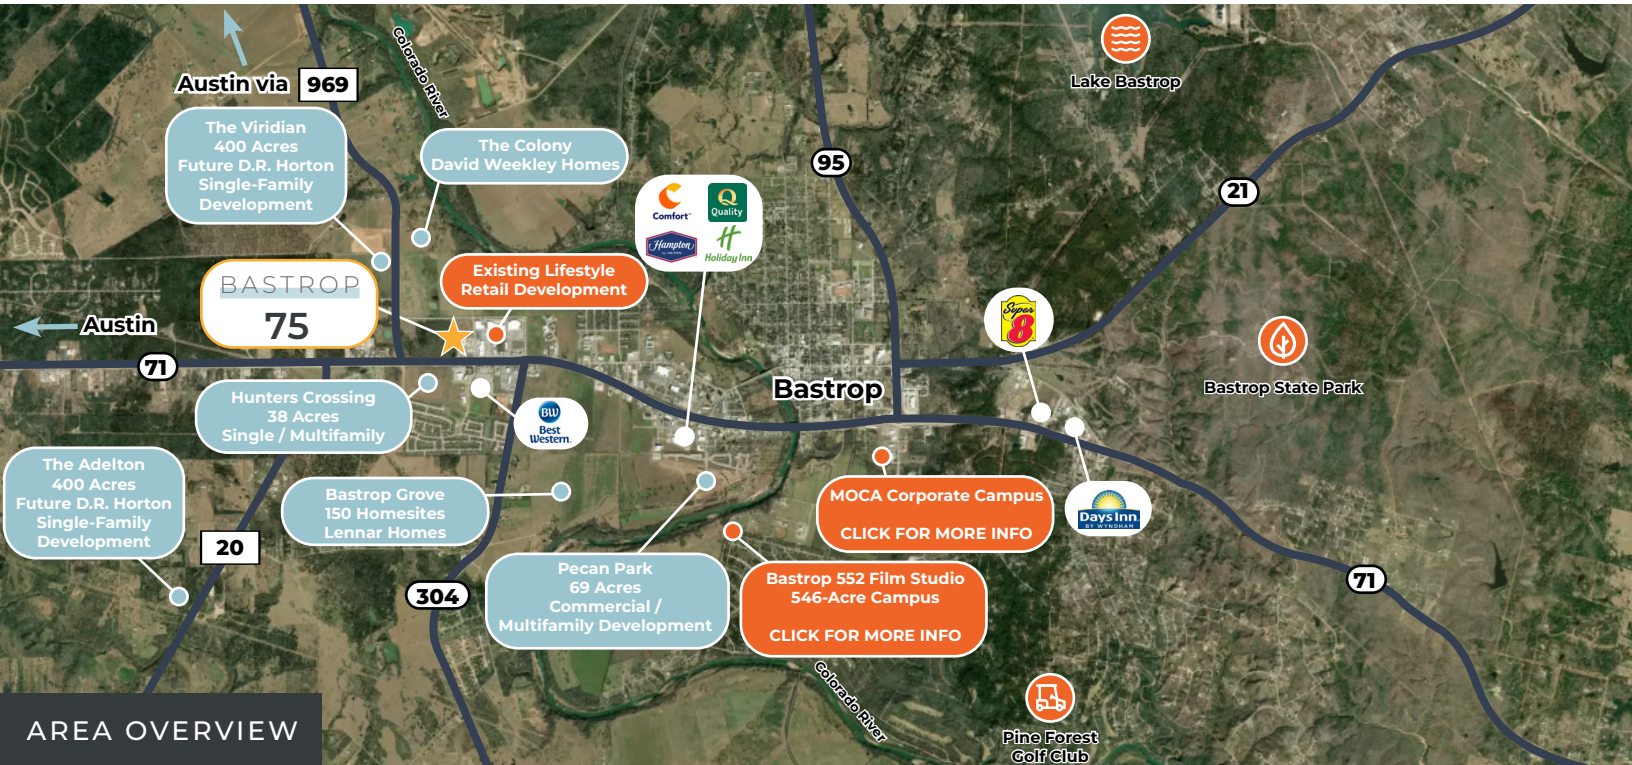 Colorado River
Lake Bastrop
Austin via
969
The Viridian
400 Acres
Future D.R. Horton
Single-Family
Development
The Colony
David Weekley Homes
95
21
Comfort
Q
Quality
Hampton
by HILTON
H
Holiday Inn
Existing Lifestyle
Retail Development
BASTROP
75
Austin
71
Super
8
Bastrop State Park
Bastrop
Hunters Crossing
38 Acres
Single / Multifamily
BW
Best
Western.
The Adelton
400 Acres
Future D.R. Horton
Single-Family
Development
20
Bastrop Grove
150 Homesites
Lennar Homes
304
MOCA Corporate Campus
CLICK FOR MORE INFO
Days Inn
BY WYNDHAM
Pecan Park
69 Acres
Commercial /
Multifamily Development
Bastrop 552 Film Studio
546-Acre Campus
CLICK FOR MORE INFO
71
Colorado River
Pine Forest
Golf Club
AREA OVERVIEW